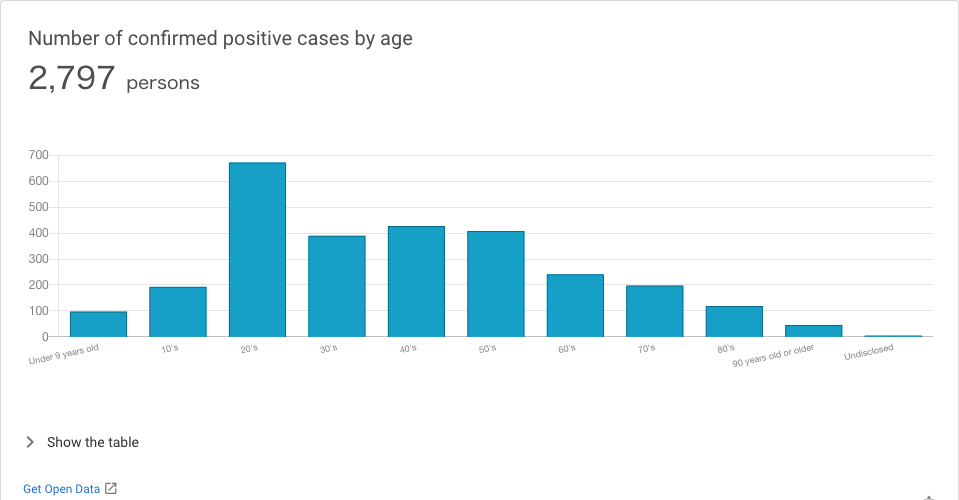 Number of confirmed positive cases by age
2,797 persons
700
600
500
400
300
200
100
0
Under 9 years old
10's
20's
30's
40's
50's
60's
70's
80's
90 years old or older
Undisclosed
Show the table
Get Open Data